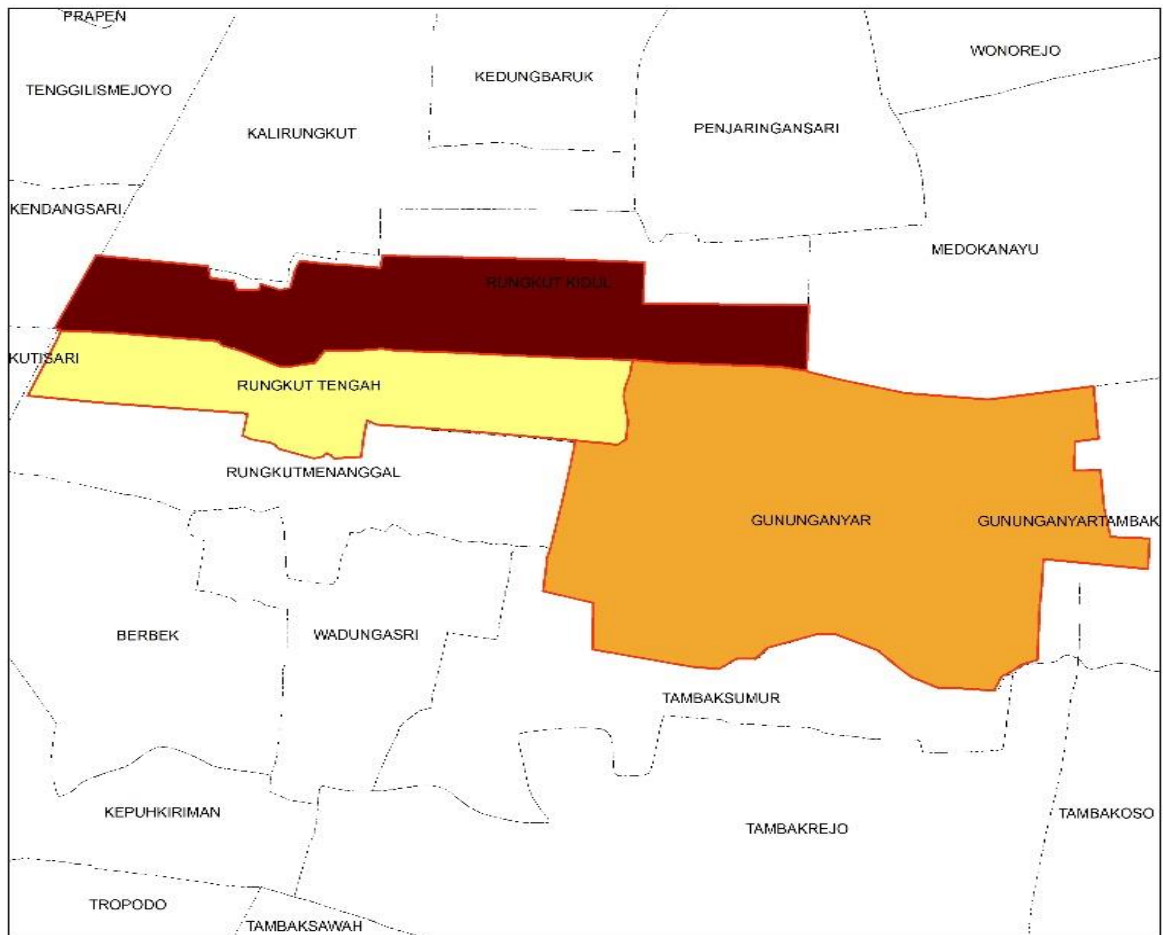 PRAPEN
WONOREJO
KEDUNGBARUK
TENGGILISMEJOYO
PENJARINGANSARI
KALIRUNGKUT
KENDANGSARI
MEDOKANAYU
RUNGKUT KIDUL
KUTISARI
RUNGKUT TENGAH
RUNGKUTMENANGGAL
GUNUNGANYAR
GUNUNGANYARTAMBAK
BERBEK
WADUNGASRI
TAMBAKSUMUR
KEPUHKIRIMAN
TAMBAKREJO
TAMBAKOSO
TROPODO
TAMBAKSAWAH